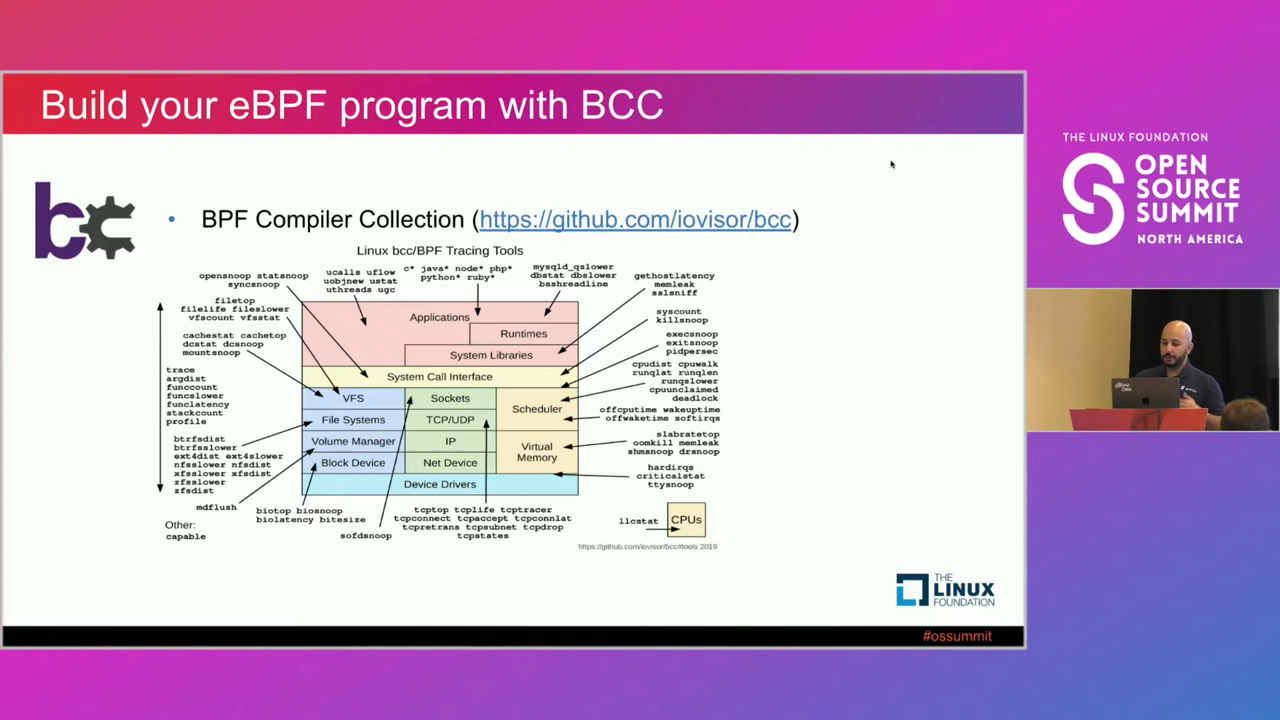 Build your eBPF program with BCC
bc
• BPF Compiler Collection (https://github.com/iovisor/bcc)
Linux bcc/BPF Tracing Tools
opensnoop statsnoop
syncsnoop
ucalls uflow
uobjnew ustat
uthreads ugc
c* java* node* php*
python* ruby*
mysqld_qslower
dbstat dbslower
bashreadline
gethostlatency
memleak
sslsniff
filetop
filelife fileslower
vfscount vfsstat
syscount
killsnoop
cachestat cachetop
dcstat dcsnoop
mountsnoop
execsnoop
exitsnoop
pidpersec
trace
argdist
funccount
funcslower
funclatency
stackcount
profile
cpudist cpuwalk
runqlat runqlen
runqslower
cpuunclaimed
deadlock
offcputime wakeuptime
offwaketime softirqs
btrfsdist
btrfsslower
ext4dist ext4slower
nfsslower nfsdist
xfsslower xfsdist
zfsslower
zfsdist
slabratetop
oomkill memleak
shmsnoop drsnoop
hardirqs
criticalstat
ttysnoop
mdflush
Applications
Runtimes
System Libraries
System Call Interface
VFS
Sockets
Scheduler
File Systems
TCP/UDP
Volume Manager
IP
Virtual
Memory
Block Device
Net Device
Device Drivers
biotop biosnoop
biolatency bitesize
sofdsnoop
tcptop tcplife tcptracer
tcpconnect tcpaccept tcpconnlat
tcpretrans tcpsubnet tcpdrop
tcpstates
llcstat
CPUs
Other:
capable
https://github.com/iovisor/bcc#tools 2019
THE
LINUX
FOUNDATION
#ossummit
THE LINUX FOUNDATION
OPEN
SOURCE
SUMMIT
NORTH AMERICA